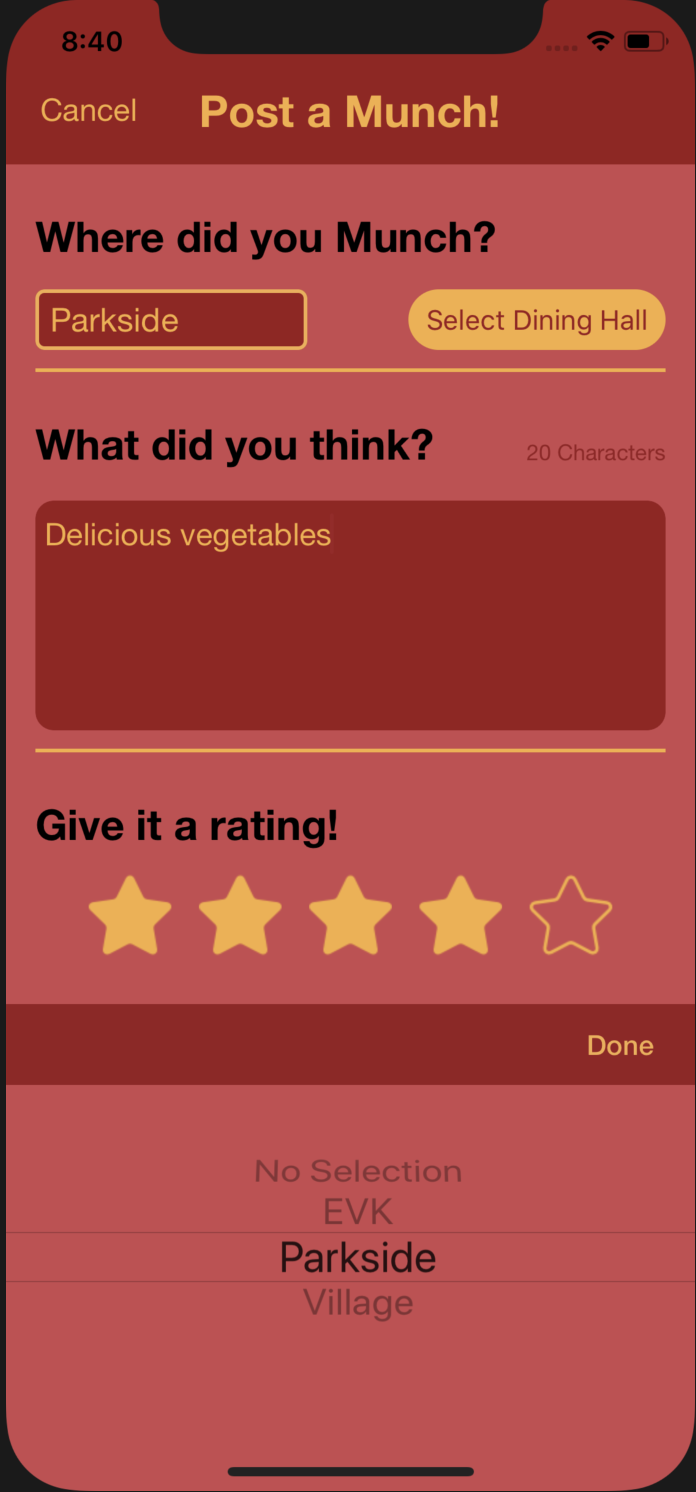 8:40
Cancel Post a Munch!
Where did you Munch?
Parkside Select Dining Hall
What did you think? 20 Characters
Delicious vegetables
Give it a rating!
Done
No Selection
EVK
Parkside
Village